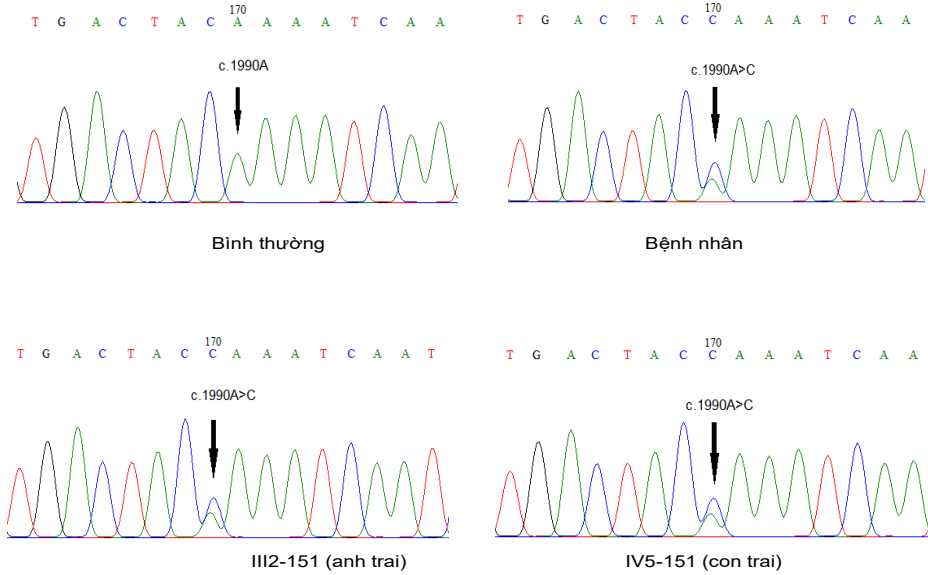 170
T G A C T A C A A A A T C A A
c.1990A
Bình thường
170
T G A C T A C C A A A T C A A
c.1990A>C
Bệnh nhân
170
T G A C T A C C A A A T C A A T
c.1990A>C
III2-151 (anh trai)
170
T G A C T A C C A A A T C A A
c.1990A>C
IV5-151 (con trai)